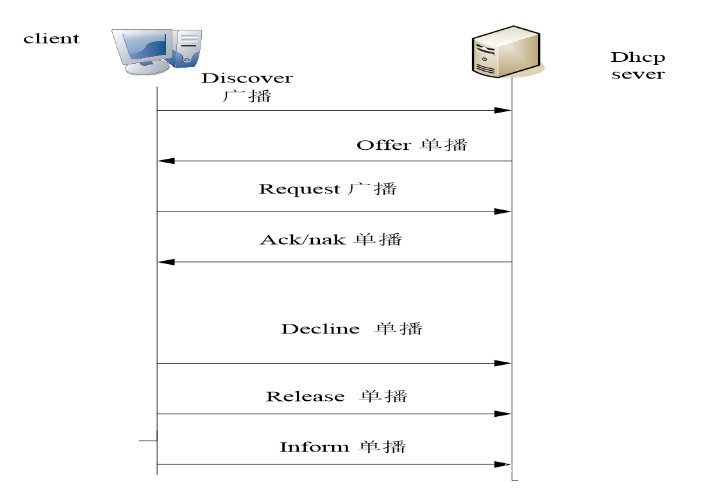 client
Dhcp
sever
Discover
广播
Offer 单播
Request 广播
Ack/nak 单播
Decline 单播
Release 单播
Inform 单播